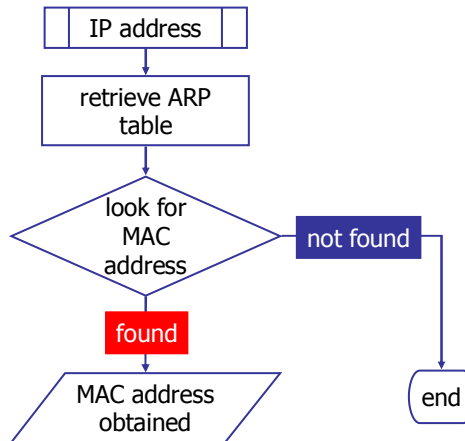 IP address
retrieve ARP
table
look for
MAC
address
not found
found
MAC address
obtained
end